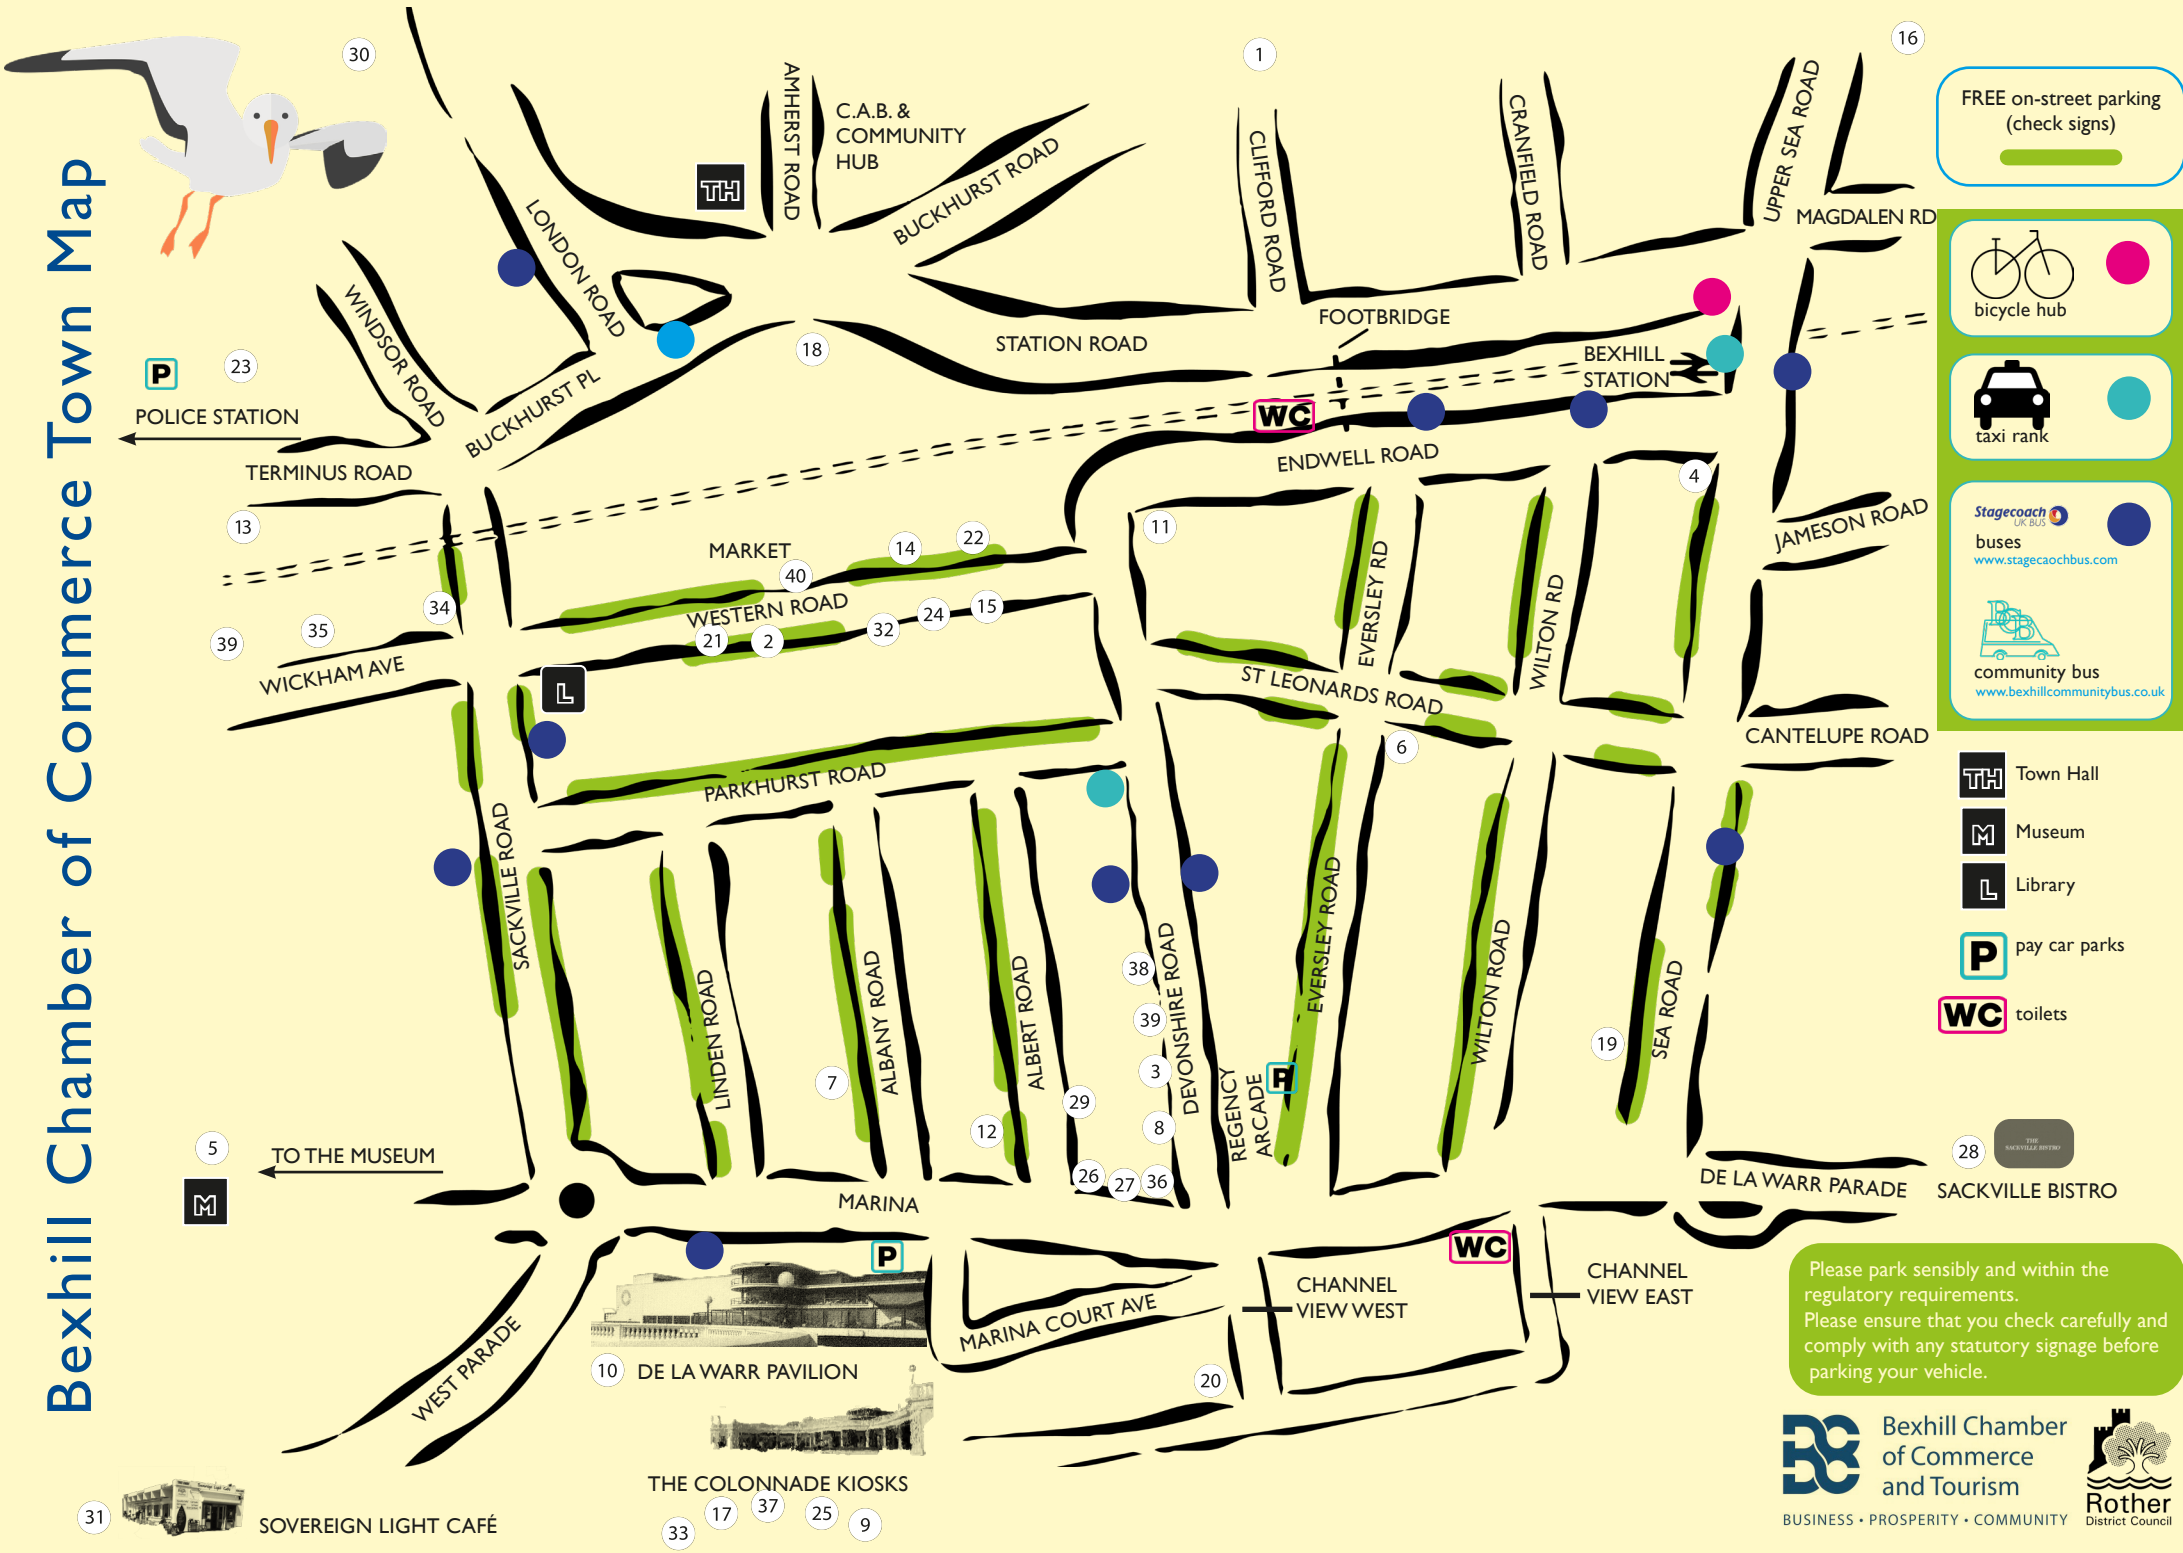 Bexhill Chamber of Commerce Town Map
30
1
16
AMHERST ROAD
C.A.B. &
COMMUNITY
HUB
TH
BUCKHURST ROAD
CLIFFORD ROAD
CRANFIELD ROAD
UPPER SEA ROAD
MAGDALEN RD
FREE on-street parking
(check signs)
bicycle hub
taxi rank
Stagecoach
UK BUS
buses
www.stagecaochbus.com
BCB
community bus
www.bexhillcommunitybus.co.uk
TH
Town Hall
M
Museum
L
Library
P
pay car parks
WC
toilets
LONDON ROAD
WINDSOR ROAD
BUCKHURST PL
18
STATION ROAD
FOOTBRIDGE
BEXHILL
STATION
P
23
POLICE STATION
TERMINUS ROAD
13
WC
ENDWELL ROAD
4
JAMESON ROAD
11
MARKET
14
22
40
WESTERN ROAD
21
2
32
24
15
34
35
39
WICKHAM AVE
L
EVERSLEY RD
WILTON RD
ST LEONARDS ROAD
6
CANTELUPE ROAD
PARKHURST ROAD
SACKVILLE ROAD
LINDEN ROAD
ALBANY ROAD
ALBERT ROAD
DEVONSHIRE ROAD
EVERSLEY ROAD
WILTON ROAD
SEA ROAD
38
39
3
8
7
12
29
26
27
36
19
REGENCY
ARCADE
P
5
TO THE MUSEUM
M
MARINA
28
THE
SACKVILLE BISTRO
SACKVILLE BISTRO
DE LA WARR PARADE
P
WC
CHANNEL
VIEW WEST
CHANNEL
VIEW EAST
MARINA COURT AVE
WEST PARADE
10
DE LA WARR PAVILION
20
THE COLONNADE KIOSKS
33
17
37
25
9
31
SOVEREIGN LIGHT CAFÉ
Please park sensibly and within the
regulatory requirements.
Please ensure that you check carefully and
comply with any statutory signage before
parking your vehicle.
Bexhill Chamber
of Commerce
and Tourism
BUSINESS • PROSPERITY • COMMUNITY
Rother
District Council